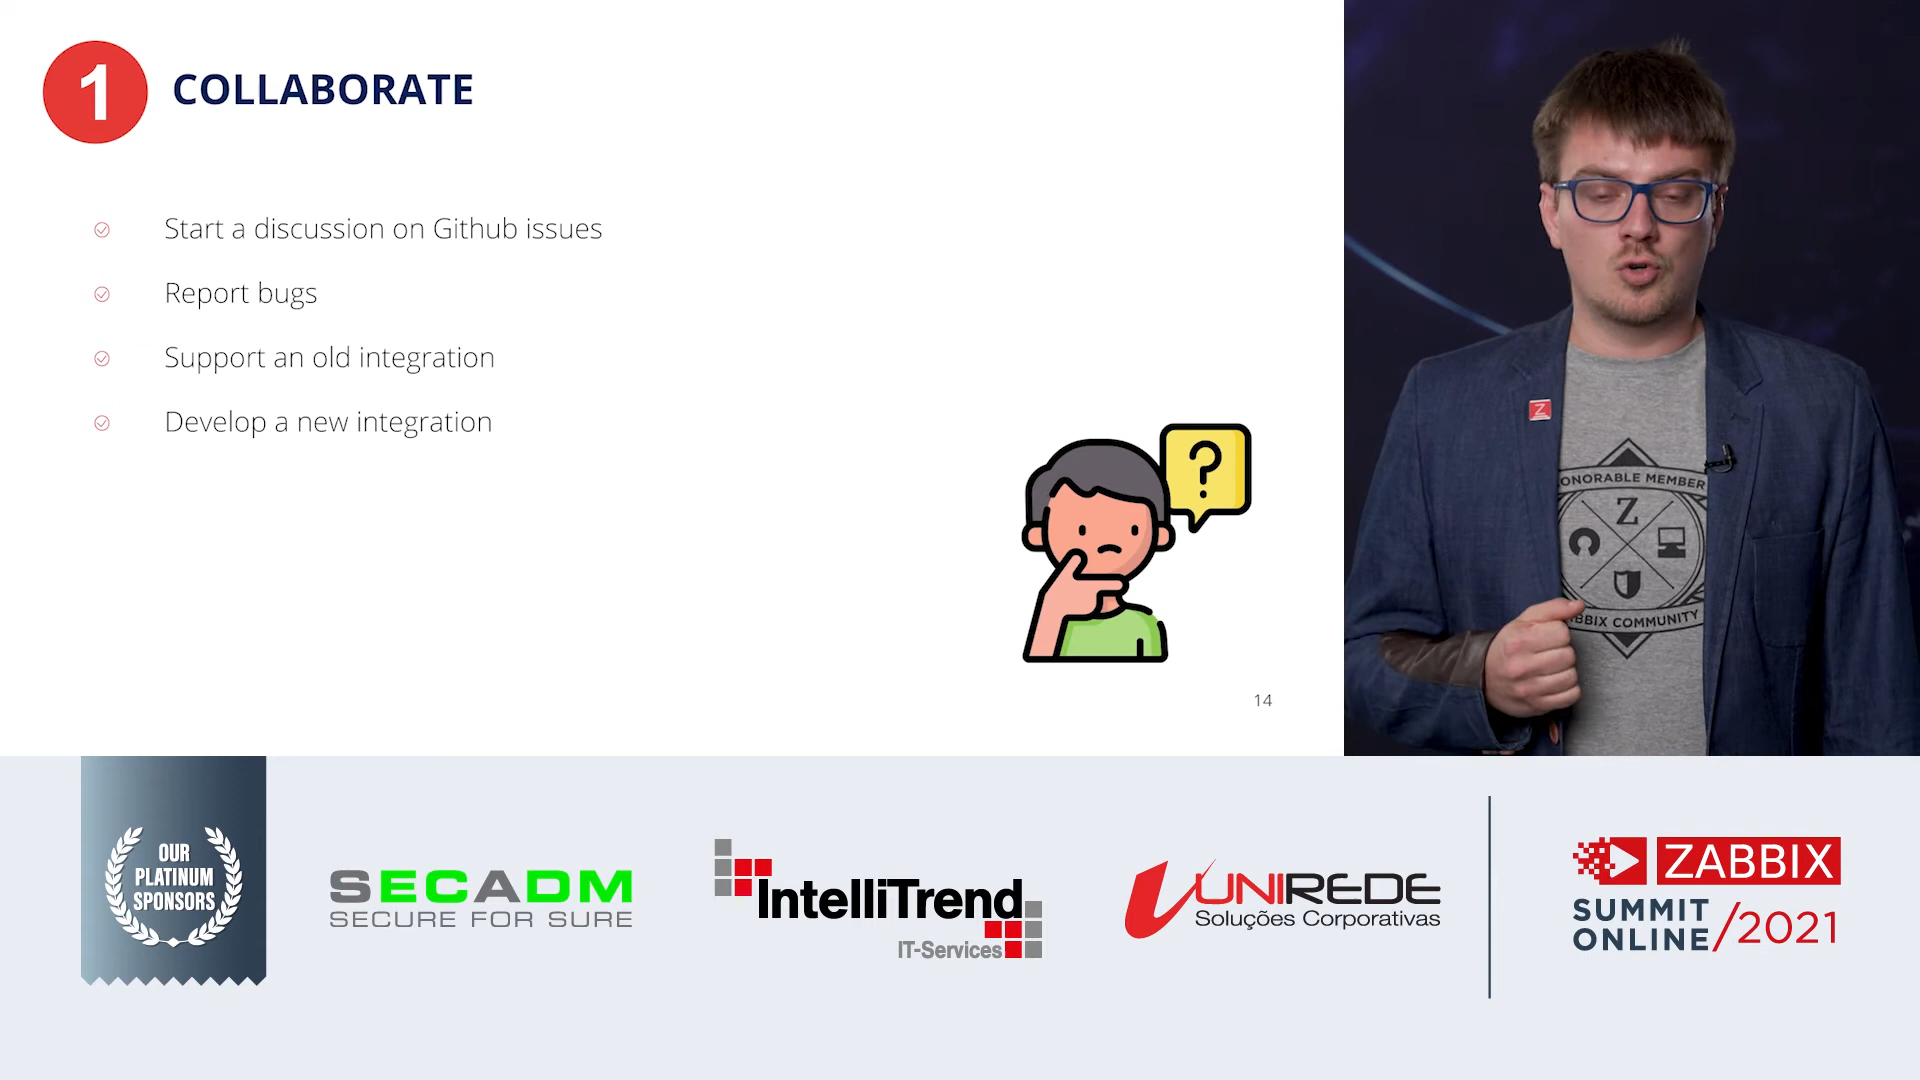 1 COLLABORATE
Start a discussion on Github issues
Report bugs
Support an old integration
Develop a new integration
?
14
Z
ONORABLE MEMBER
Z
BBIX COMMUNITY
OUR
PLATINUM
SPONSORS
SECADM
SECURE FOR SURE
IntelliTrend
IT-Services
UNIREDE
Soluções Corporativas
ZABBIX
SUMMIT
ONLINE
/2021